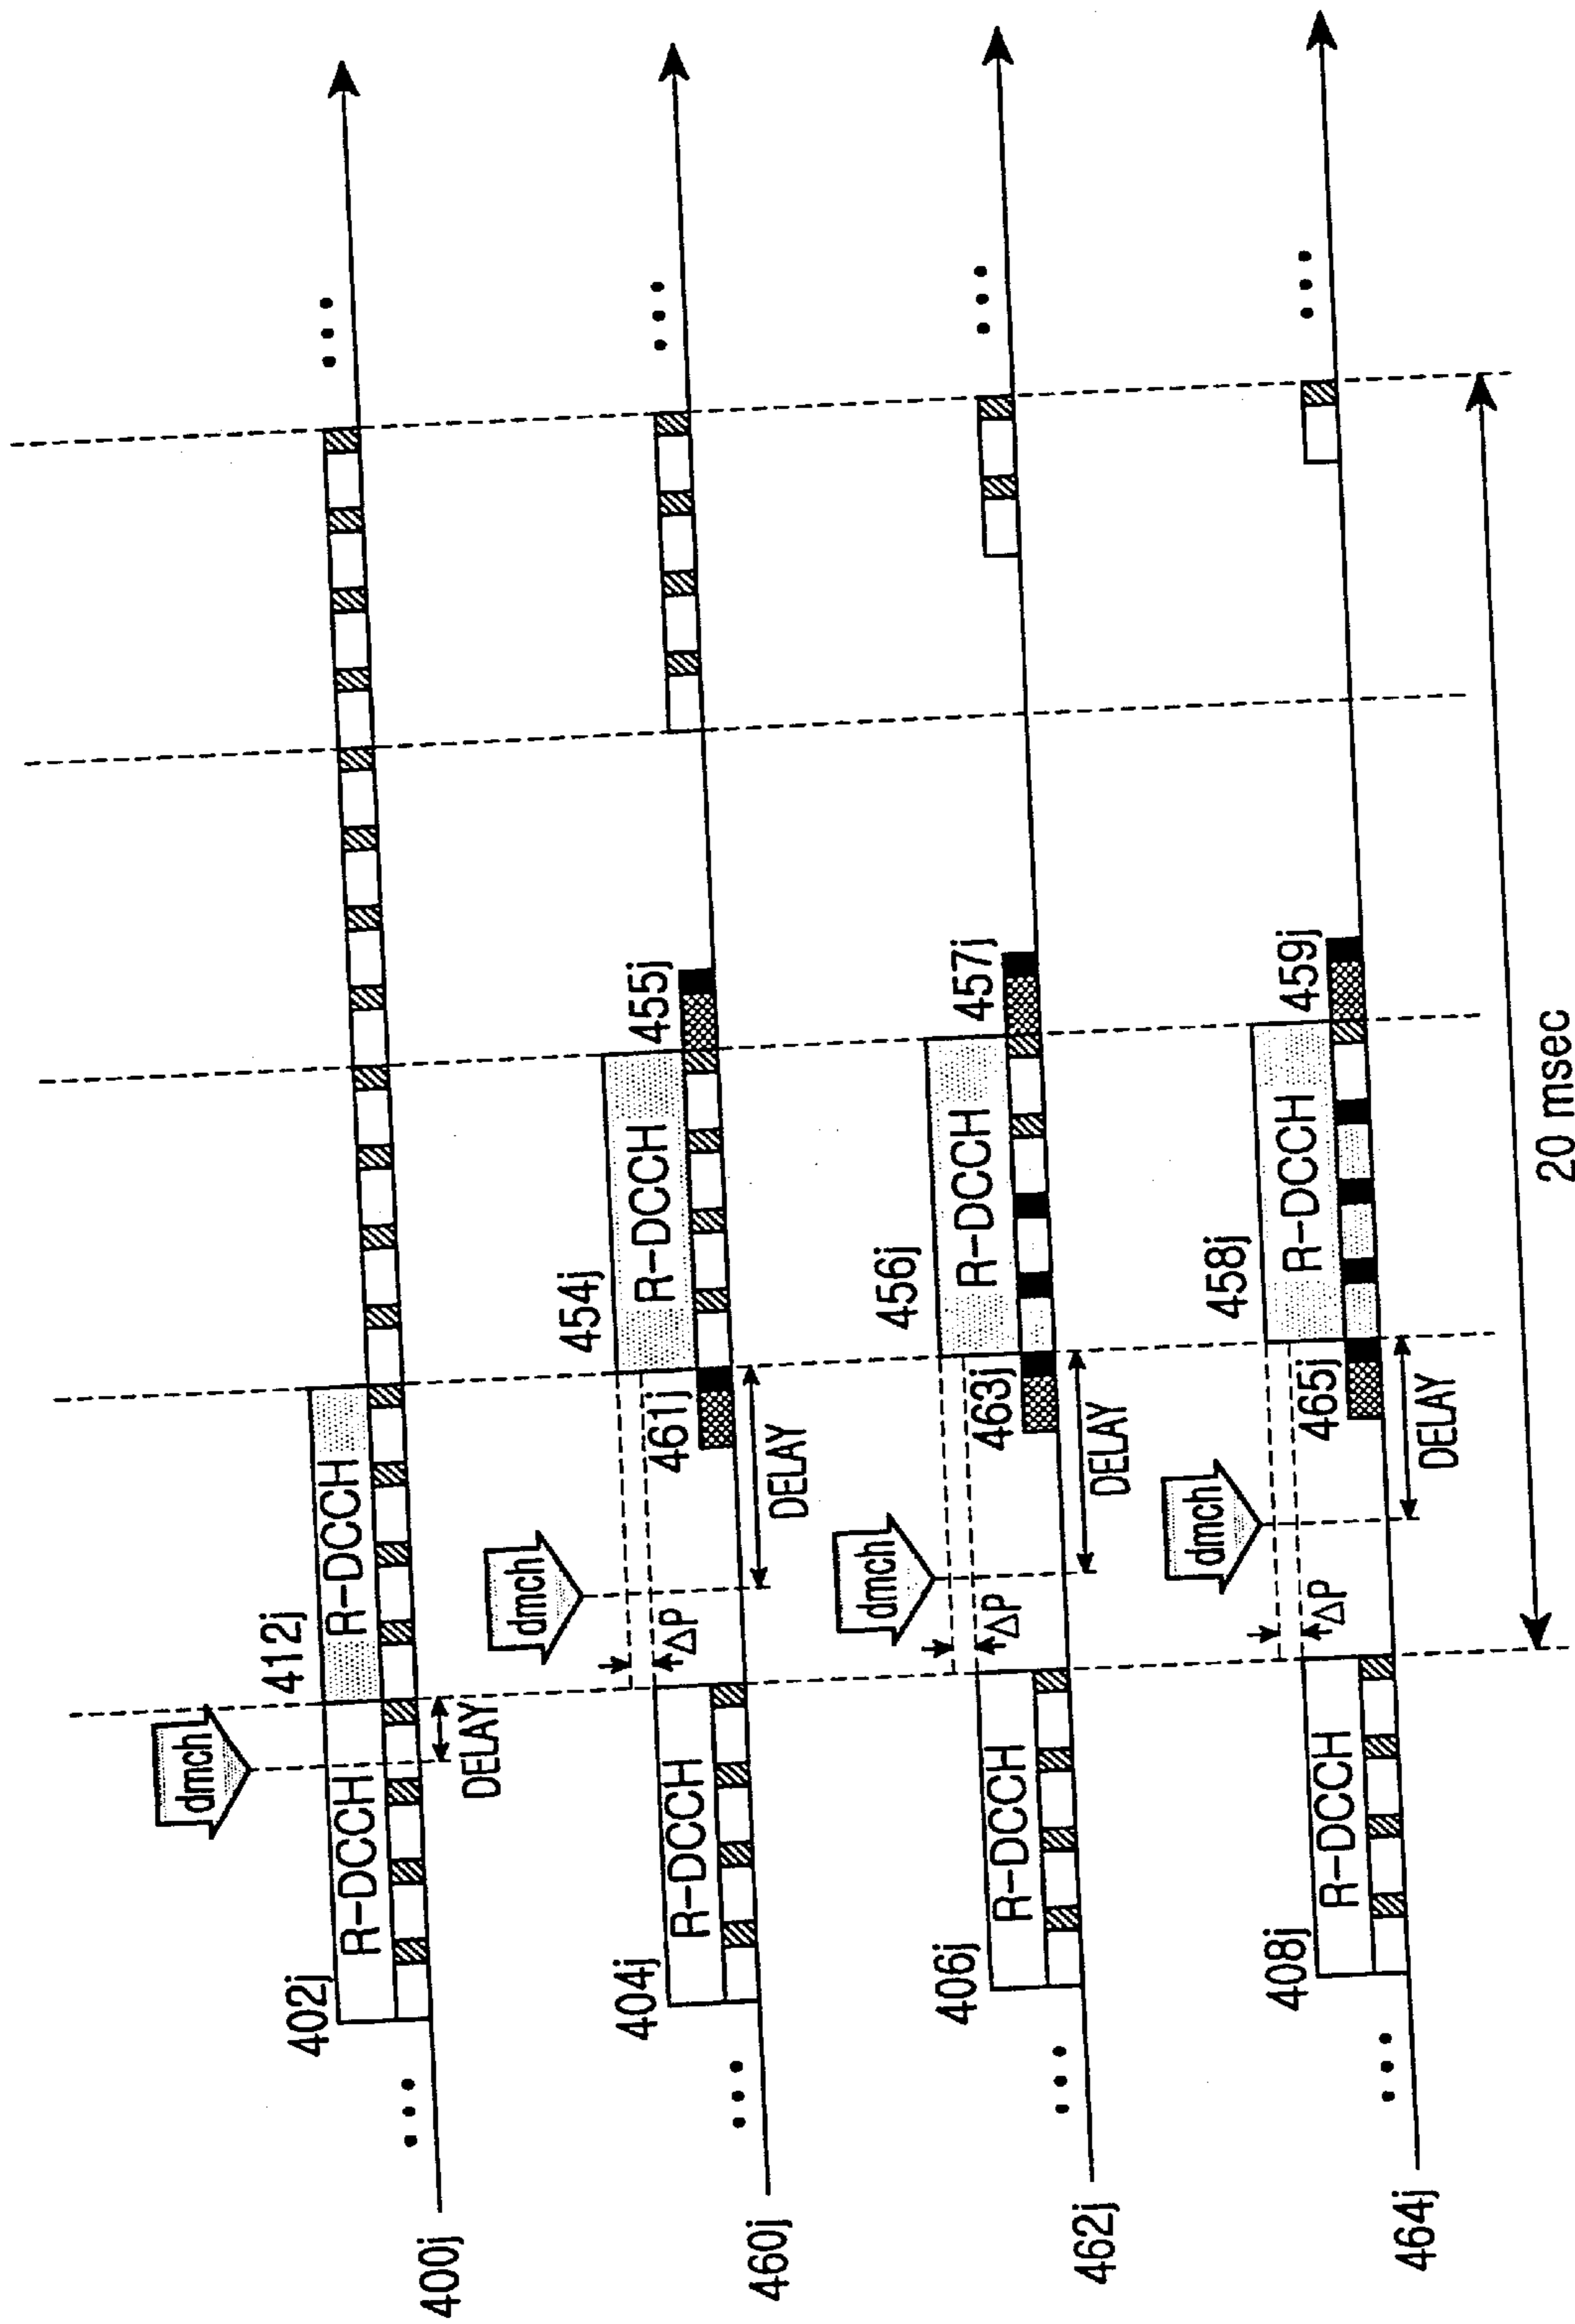 402j
R-DCCH
dmch
412j
R-DCCH
DELAY
400j
404j
R-DCCH
dmch
ΔP
461j
454j
R-DCCH
455j
DELAY
460j
406j
R-DCCH
dmch
ΔP
463j
456j
R-DCCH
457j
DELAY
462j
408j
R-DCCH
dmch
ΔP
465j
458j
R-DCCH
459j
DELAY
464j
20 msec